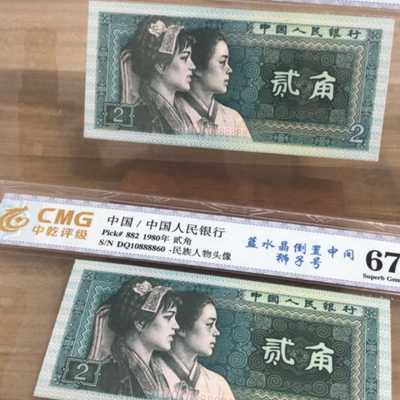 中国人民银行
贰角
2
2
CMG
中乾评级
中国 / 中国人民银行
Pick# 882 1980年 贰角
S/N DQ10888860 -民族人物头像
蓝水晶倒置中间
狮子号
67
Superb Gem
中国人民银行
贰角
2